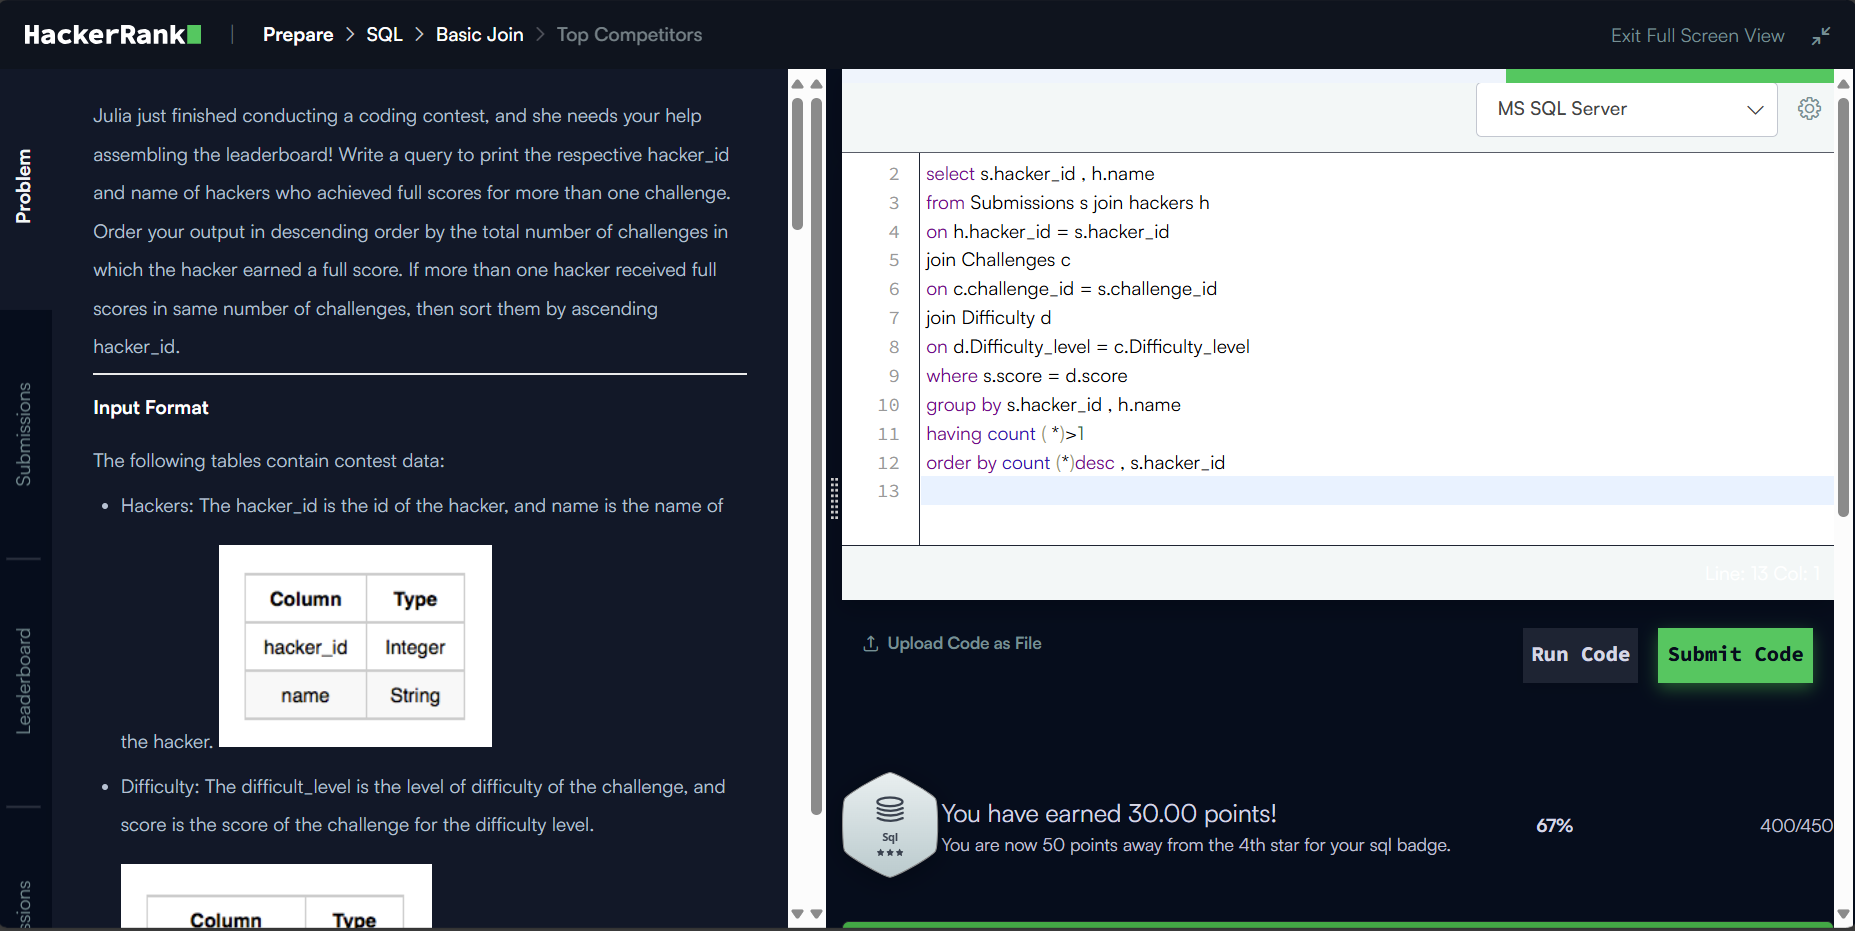 HackerRank
Prepare > SQL > Basic Join > Top Competitors
Exit Full Screen View
Problem
Submissions
Leaderboard
ssions
Julia just finished conducting a coding contest, and she needs your help
assembling the leaderboard! Write a query to print the respective hacker_id
and name of hackers who achieved full scores for more than one challenge.
Order your output in descending order by the total number of challenges in
which the hacker earned a full score. If more than one hacker received full
scores in same number of challenges, then sort them by ascending
hacker_id.
Input Format
The following tables contain contest data:
• Hackers: The hacker_id is the id of the hacker, and name is the name of
Column Type
hacker_id Integer
name String
the hacker.
• Difficulty: The difficult_level is the level of difficulty of the challenge, and
score is the score of the challenge for the difficulty level.
Column Type
MS SQL Server
2 select s.hacker_id , h.name
3 from Submissions s join hackers h
4 on h.hacker_id = s.hacker_id
5 join Challenges c
6 on c.challenge_id = s.challenge_id
7 join Difficulty d
8 on d.Difficulty_level = c.Difficulty_level
9 where s.score = d.score
10 group by s.hacker_id , h.name
11 having count ( *)>1
12 order by count (*)desc , s.hacker_id
13
Line: 13 Col: 1
Upload Code as File
Run Code
Submit Code
Sql
★★★
You have earned 30.00 points!
You are now 50 points away from the 4th star for your sql badge.
67%
400/450